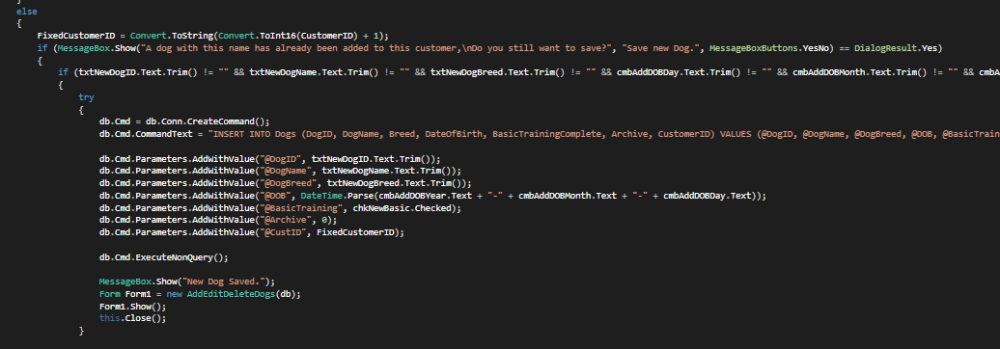 }
else
{
FixedCustomerID = Convert.ToString(Convert.ToInt16(CustomerID) + 1);
if (MessageBox.Show("A dog with this name has already been added to this customer,\nDo you still want to save?", "Save new Dog.", MessageBoxButtons.YesNo) == DialogResult.Yes)
{
if (txtNewDogID.Text.Trim() != "" && txtNewDogName.Text.Trim() != "" && txtNewDogBreed.Text.Trim() != "" && cmbAddDOBDay.Text.Trim() != "" && cmbAddDOBMonth.Text.Trim() != "" && cmbA
{
try
{
db.Cmd = db.Conn.CreateCommand();
db.Cmd.CommandText = "INSERT INTO Dogs (DogID, DogName, Breed, DateOfBirth, BasicTrainingComplete, Archive, CustomerID) VALUES (@DogID, @DogName, @DogBreed, @DOB, @BasicTrain
db.Cmd.Parameters.AddWithValue("@DogID", txtNewDogID.Text.Trim());
db.Cmd.Parameters.AddWithValue("@DogName", txtNewDogName.Text.Trim());
db.Cmd.Parameters.AddWithValue("@DogBreed", txtNewDogBreed.Text.Trim());
db.Cmd.Parameters.AddWithValue("@DOB", DateTime.Parse(cmbAddDOBYear.Text + "-" + cmbAddDOBMonth.Text + "-" + cmbAddDOBDay.Text));
db.Cmd.Parameters.AddWithValue("@BasicTraining", chkNewBasic.Checked);
db.Cmd.Parameters.AddWithValue("@Archive", 0);
db.Cmd.Parameters.AddWithValue("@CustID", FixedCustomerID);
db.Cmd.ExecuteNonQuery();
MessageBox.Show("New Dog Saved.");
Form Form1 = new AddEditDeleteDogs(db);
Form1.Show();
this.Close();
}